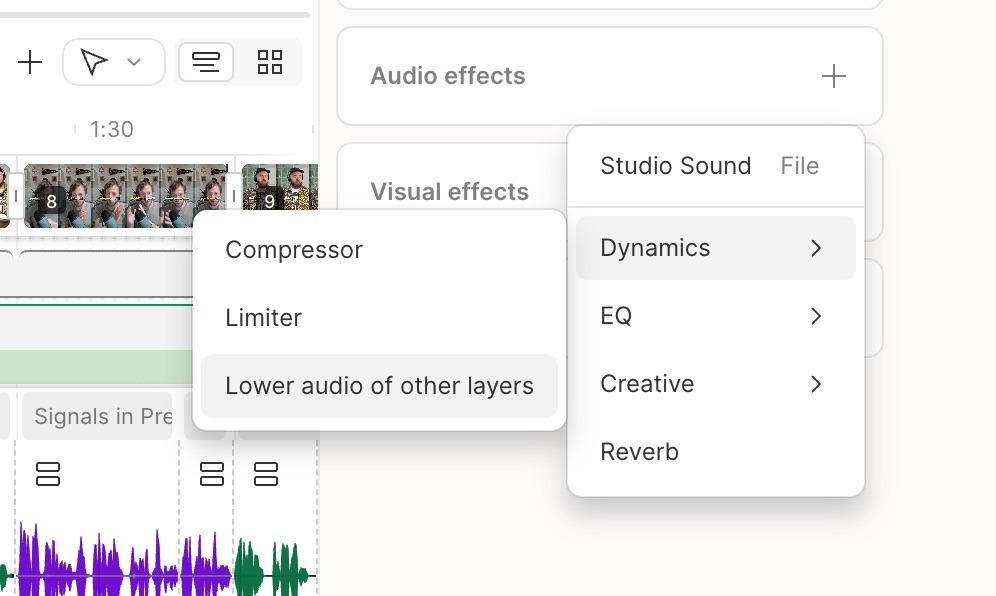 Audio effects
1:30
Studio Sound File
Visual effects
8
9
Dynamics
Compressor
EQ
Limiter
Creative
Lower audio of other layers
Signals in Pre
Reverb